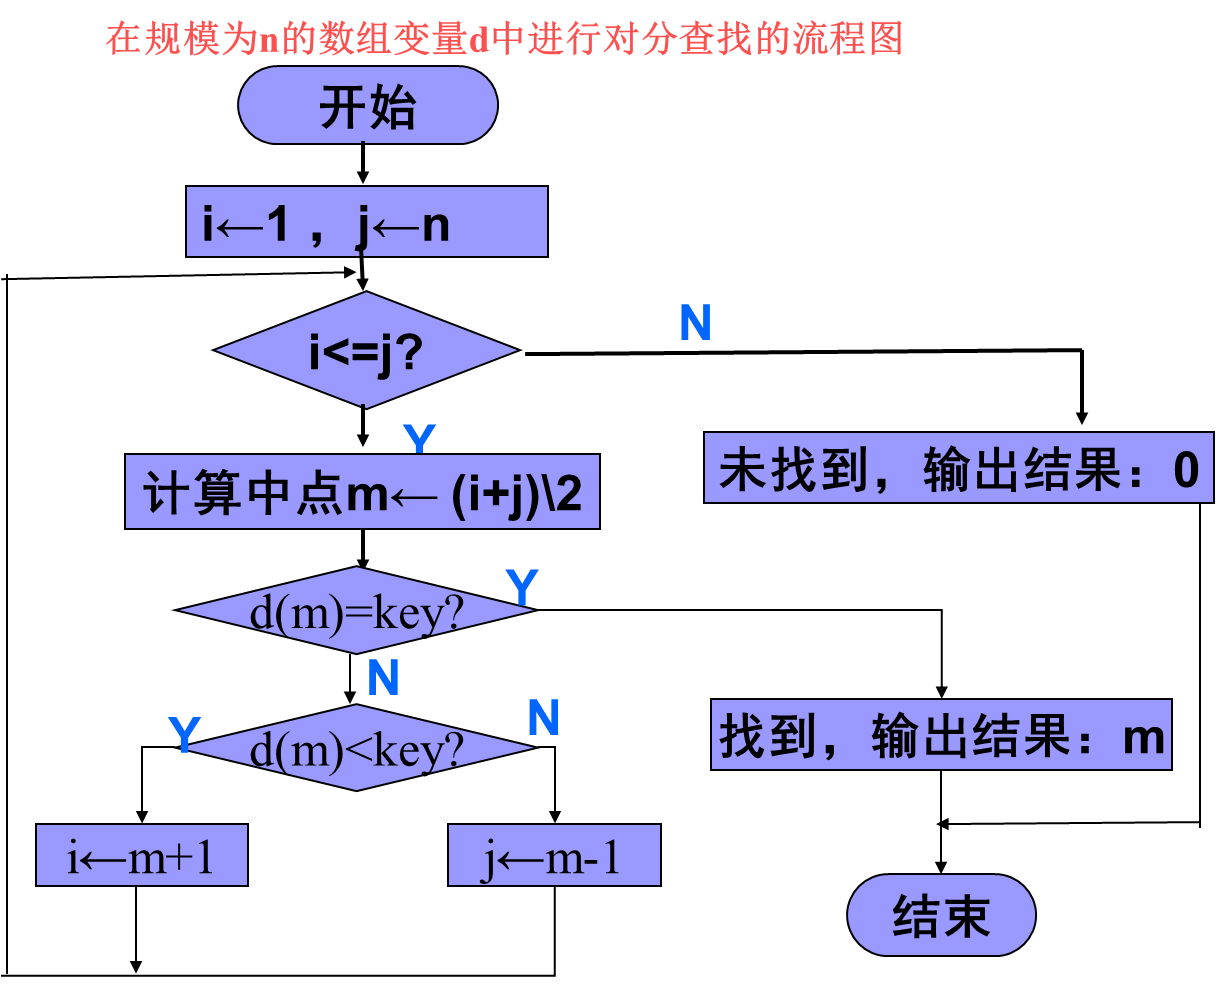 在规模为n的数组变量d中进行对分查找的流程图
开始
i←1，j←n
i<=j?
N
Y
计算中点m← (i+j)\2
未找到，输出结果：0
d(m)=key?
Y
N
d(m)<key?
Y
N
找到，输出结果：m
i←m+1
j←m-1
结束